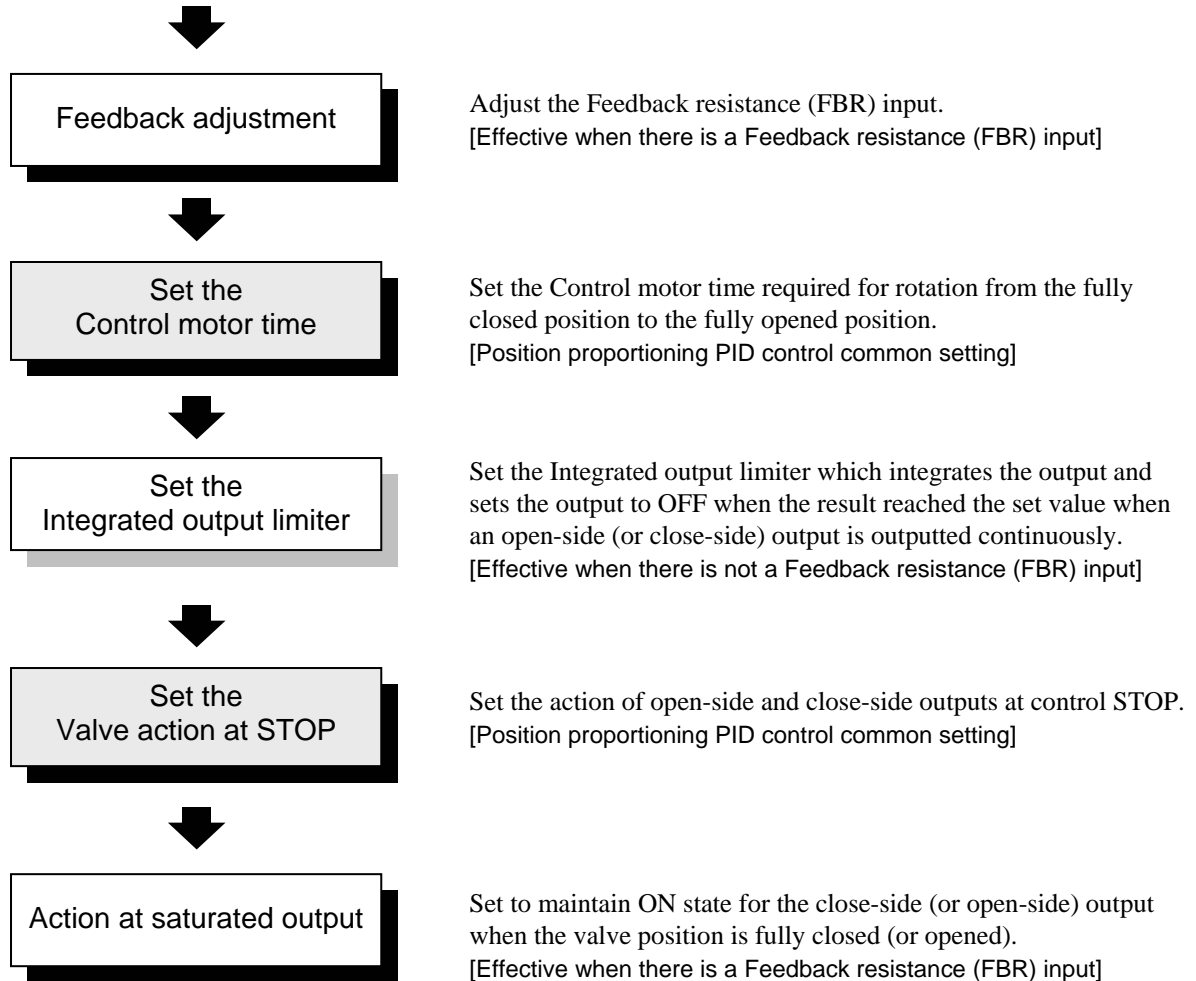 Feedback adjustment
Adjust the Feedback resistance (FBR) input.
[Effective when there is a Feedback resistance (FBR) input]
Set the
Control motor time
Set the Control motor time required for rotation from the fully
closed position to the fully opened position.
[Position proportioning PID control common setting]
Set the
Integrated output limiter
Set the Integrated output limiter which integrates the output and
sets the output to OFF when the result reached the set value when
an open-side (or close-side) output is outputted continuously.
[Effective when there is not a Feedback resistance (FBR) input]
Set the
Valve action at STOP
Set the action of open-side and close-side outputs at control STOP.
[Position proportioning PID control common setting]
Action at saturated output
Set to maintain ON state for the close-side (or open-side) output
when the valve position is fully closed (or opened).
[Effective when there is a Feedback resistance (FBR) input]